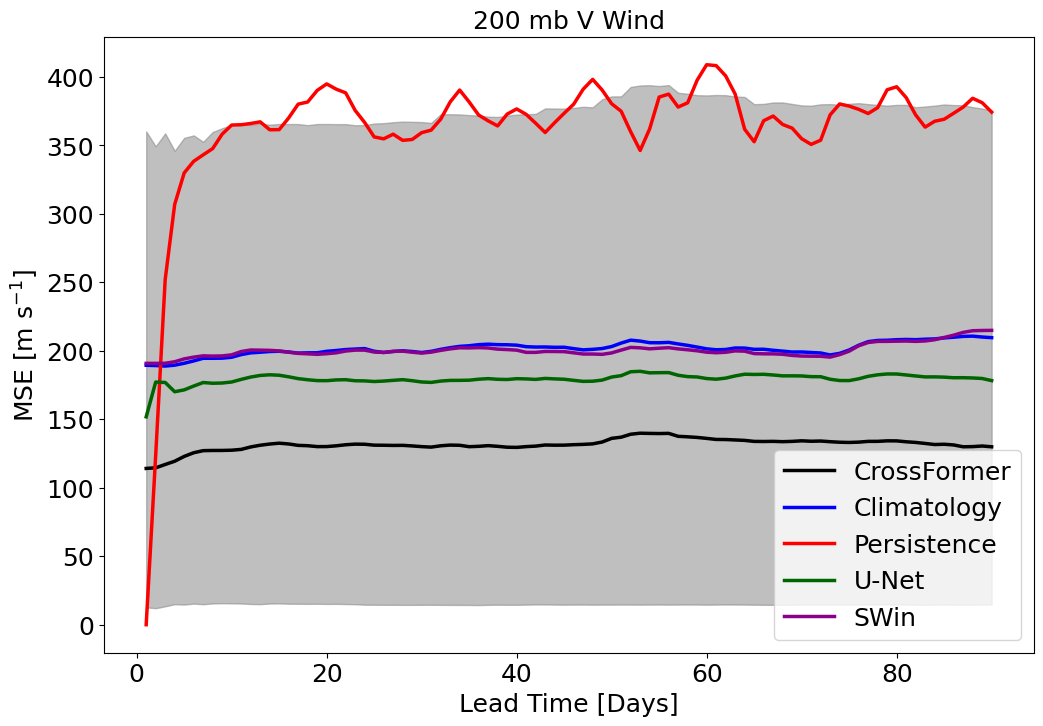 200 mb V Wind
MSE [m s⁻¹]
400
350
300
250
200
150
100
50
0
0 20 40 60 80
Lead Time [Days]
CrossFormer
Climatology
Persistence
U-Net
SWin